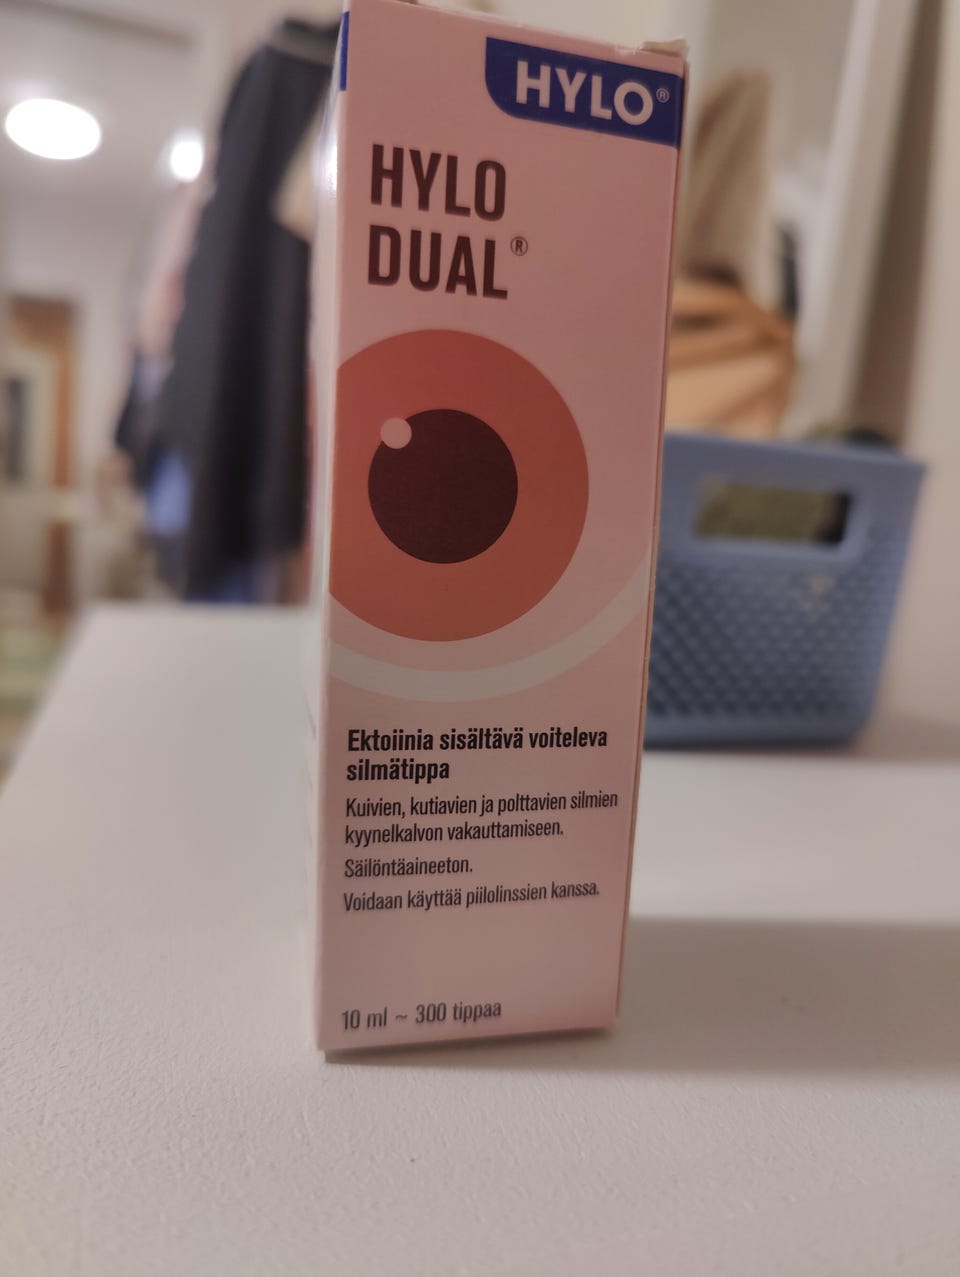 HYLO®
HYLO
DUAL®
Ektoiinia sisältävä voiteleva
silmätippa
Kuivien, kutiavien ja polttavien silmien
kyynelkalvon vakauttamiseen.
Säilöntäaineeton.
Voidaan käyttää piilolinssien kanssa.
10 ml ~ 300 tippaa